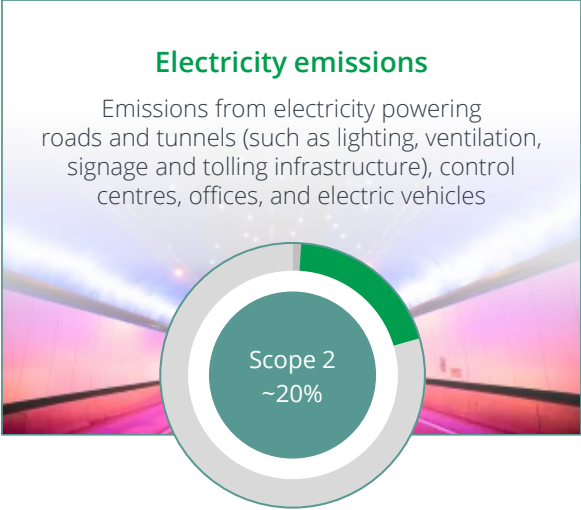 Electricity emissions
Emissions from electricity powering
roads and tunnels (such as lighting, ventilation,
signage and tolling infrastructure), control
centres, offices, and electric vehicles
Scope 2
~20%